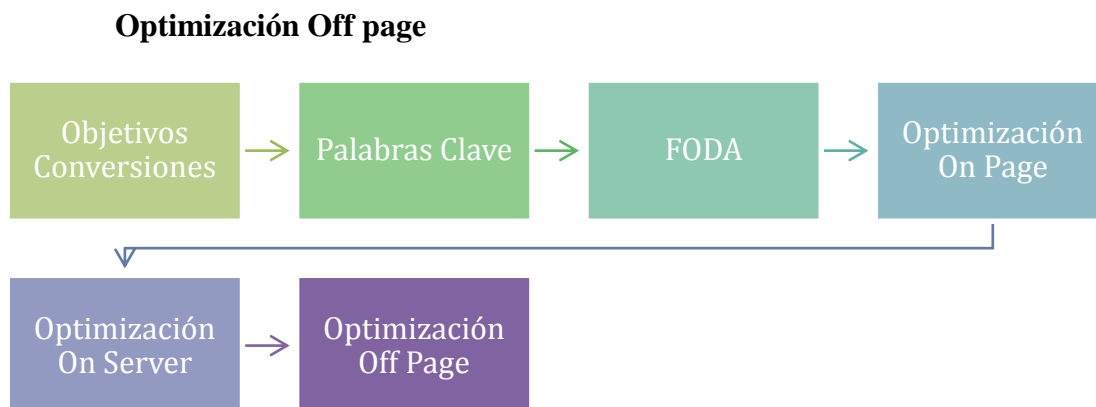 Optimización Off page
Objetivos
Conversiones
Palabras Clave
FODA
Optimización
On Page
Optimización
On Server
Optimización
Off Page